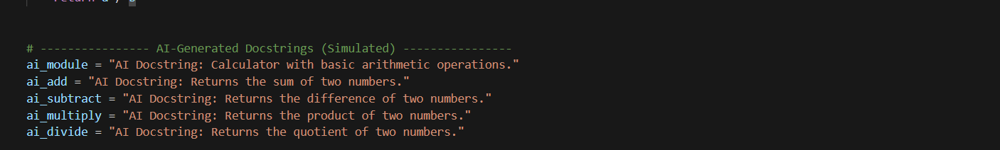 # ---------------- AI-Generated Docstrings (Simulated) ----------------
ai_module = "AI Docstring: Calculator with basic arithmetic operations."
ai_add = "AI Docstring: Returns the sum of two numbers."
ai_subtract = "AI Docstring: Returns the difference of two numbers."
ai_multiply = "AI Docstring: Returns the product of two numbers."
ai_divide = "AI Docstring: Returns the quotient of two numbers."